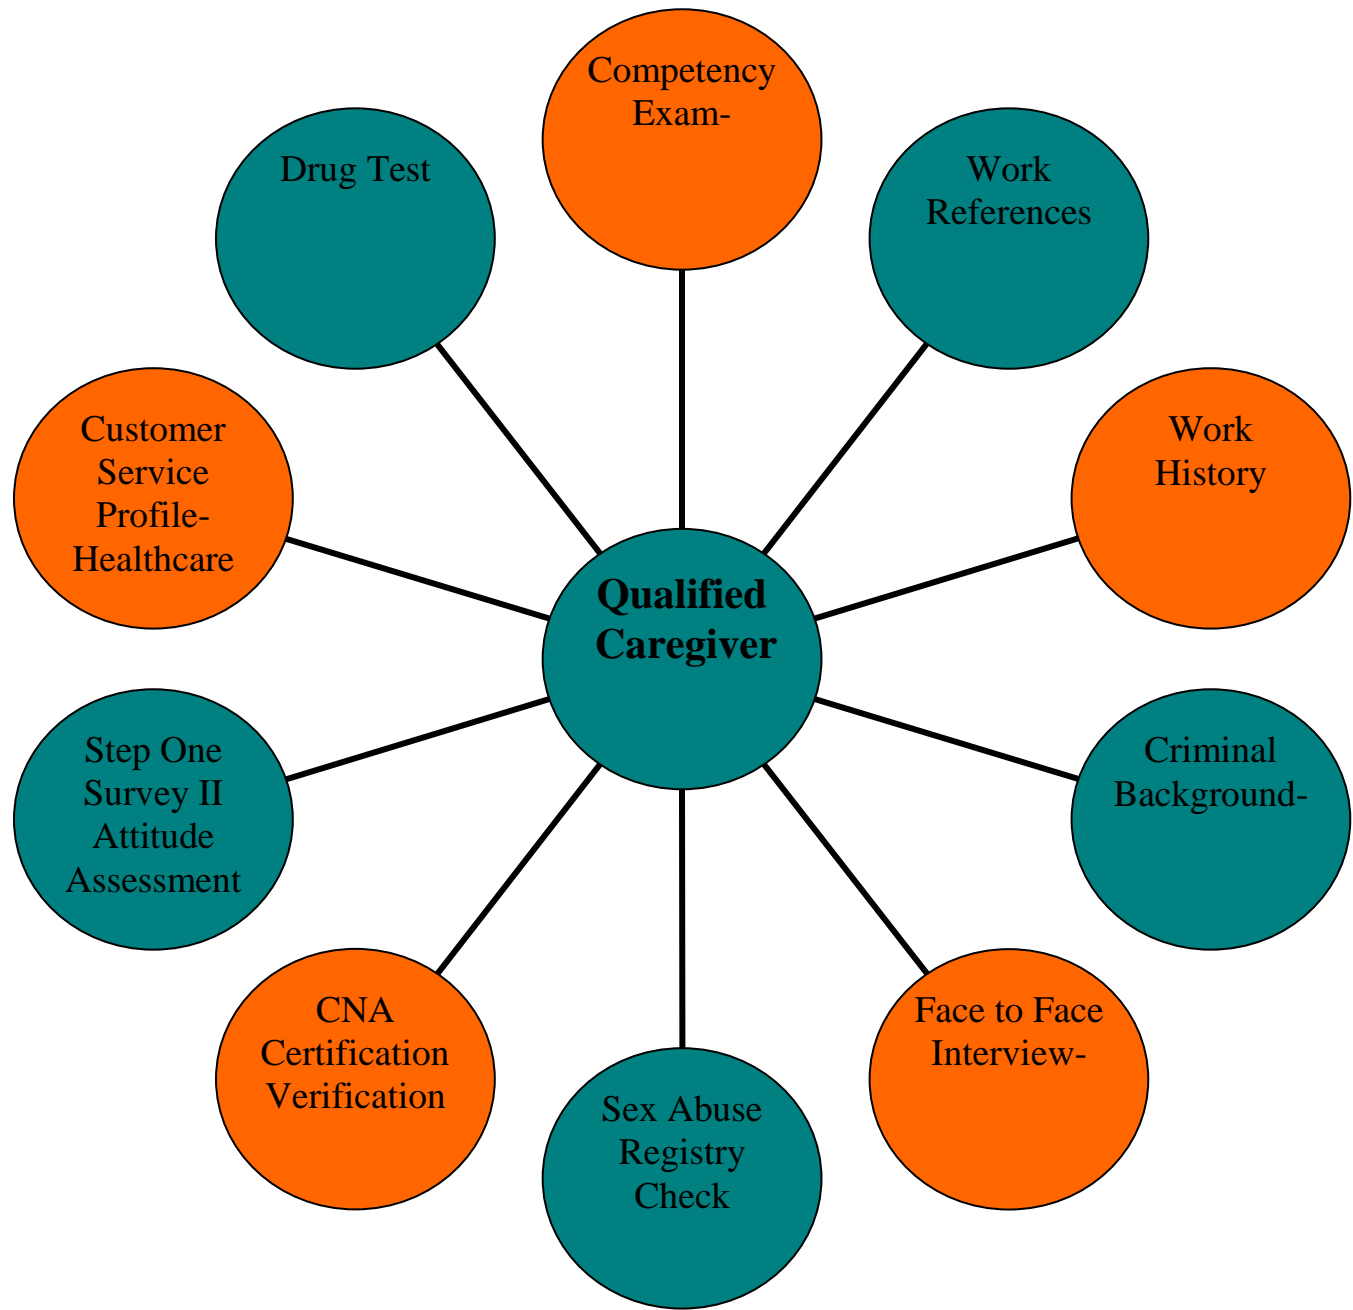 Competency
Exam-
Drug Test
Work
References
Customer
Service
Profile-
Healthcare
Work
History
Qualified
Caregiver
Step One
Survey II
Attitude
Assessment
Criminal
Background-
CNA
Certification
Verification
Face to Face
Interview-
Sex Abuse
Registry
Check